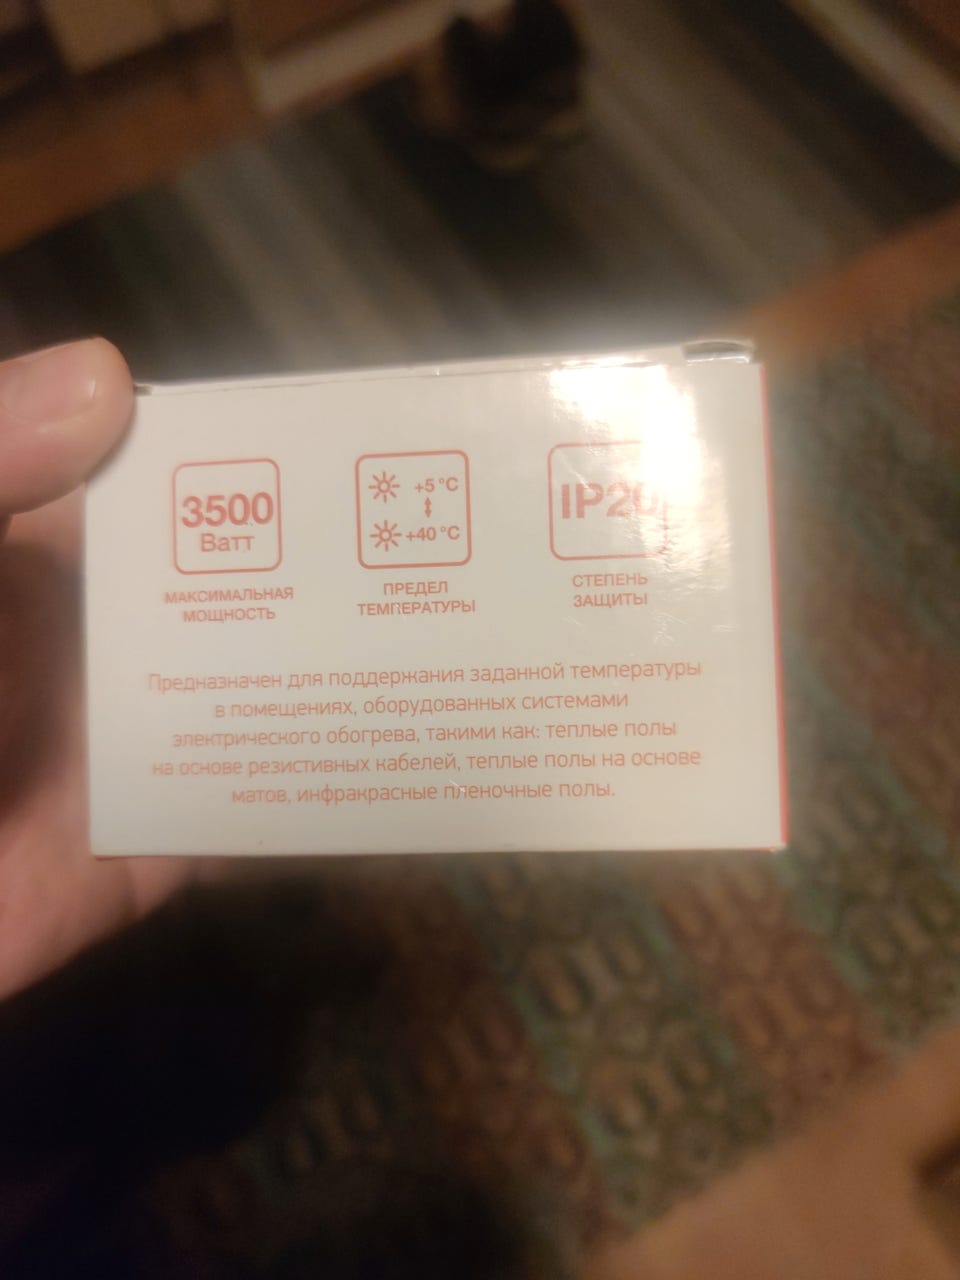 3500
Ватт
МАКСИМАЛЬНАЯ
МОЩНОСТЬ
+5 °C
+40 °C
ПРЕДЕЛ
ТЕМПЕРАТУРЫ
IP20
СТЕПЕНЬ
ЗАЩИТЫ
Предназначен для поддержания заданной температуры
в помещениях, оборудованных системами
электрического обогрева, такими как: теплые полы
на основе резистивных кабелей, теплые полы на основе
матов, инфракрасные пленочные полы.